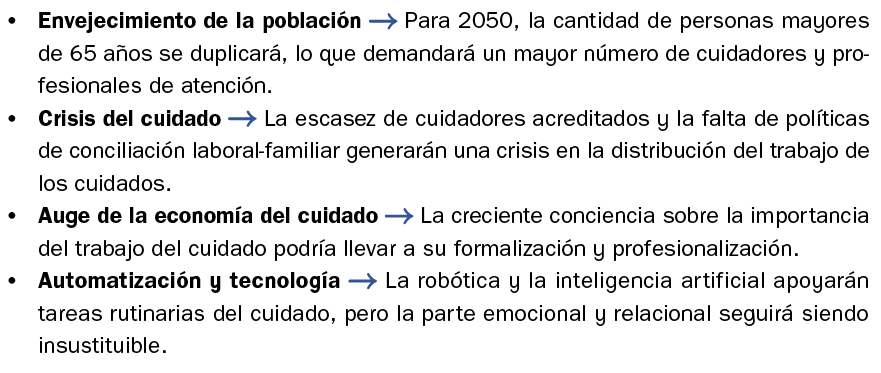 • Envejecimiento de la población → Para 2050, la cantidad de personas mayores
de 65 años se duplicará, lo que demandará un mayor número de cuidadores y pro-
fesionales de atención.
• Crisis del cuidado → La escasez de cuidadores acreditados y la falta de políticas
de conciliación laboral-familiar generarán una crisis en la distribución del trabajo de
los cuidados.
• Auge de la economía del cuidado → La creciente conciencia sobre la importancia
del trabajo del cuidado podría llevar a su formalización y profesionalización.
• Automatización y tecnología → La robótica y la inteligencia artificial apoyarán
tareas rutinarias del cuidado, pero la parte emocional y relacional seguirá siendo
insustituible.